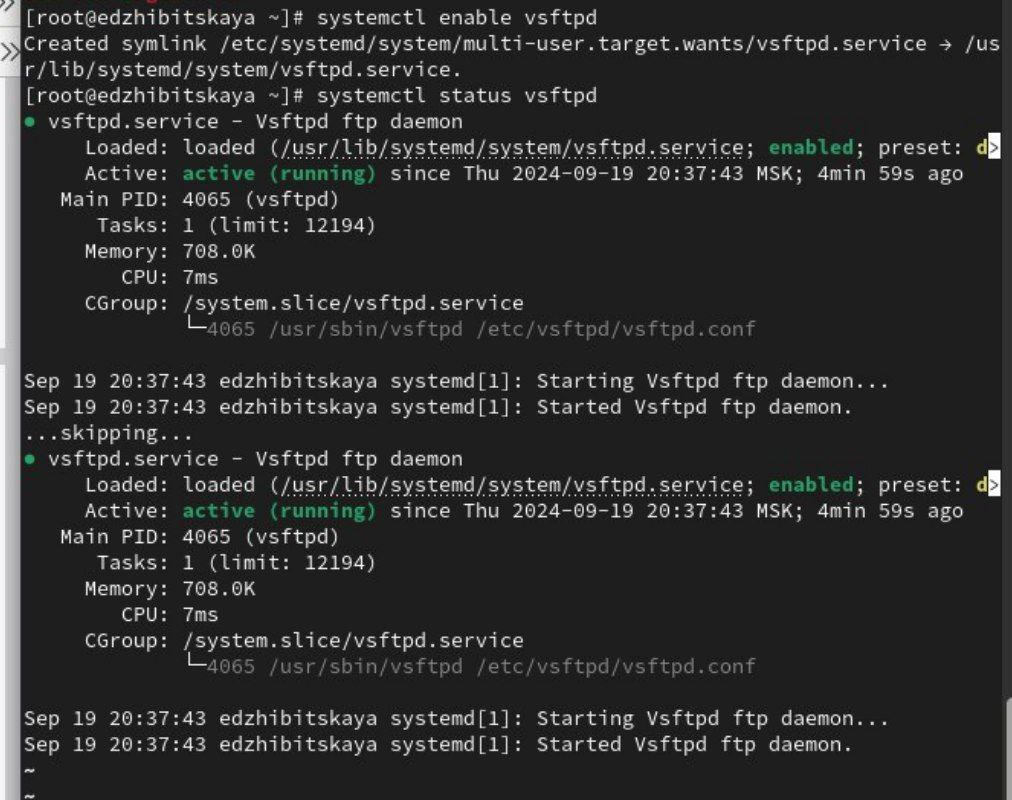 [root@edzhibitskaya ~]# systemctl enable vsftpd
Created symlink /etc/systemd/system/multi-user.target.wants/vsftpd.service → /us
r/lib/systemd/system/vsftpd.service.
[root@edzhibitskaya ~]# systemctl status vsftpd
● vsftpd.service - Vsftpd ftp daemon
     Loaded: loaded (/usr/lib/systemd/system/vsftpd.service; enabled; preset: d>
     Active: active (running) since Thu 2024-09-19 20:37:43 MSK; 4min 59s ago
   Main PID: 4065 (vsftpd)
      Tasks: 1 (limit: 12194)
     Memory: 708.0K
        CPU: 7ms
     CGroup: /system.slice/vsftpd.service
             └─4065 /usr/sbin/vsftpd /etc/vsftpd/vsftpd.conf

Sep 19 20:37:43 edzhibitskaya systemd[1]: Starting Vsftpd ftp daemon...
Sep 19 20:37:43 edzhibitskaya systemd[1]: Started Vsftpd ftp daemon.
...skipping...
● vsftpd.service - Vsftpd ftp daemon
     Loaded: loaded (/usr/lib/systemd/system/vsftpd.service; enabled; preset: d>
     Active: active (running) since Thu 2024-09-19 20:37:43 MSK; 4min 59s ago
   Main PID: 4065 (vsftpd)
      Tasks: 1 (limit: 12194)
     Memory: 708.0K
        CPU: 7ms
     CGroup: /system.slice/vsftpd.service
             └─4065 /usr/sbin/vsftpd /etc/vsftpd/vsftpd.conf

Sep 19 20:37:43 edzhibitskaya systemd[1]: Starting Vsftpd ftp daemon...
Sep 19 20:37:43 edzhibitskaya systemd[1]: Started Vsftpd ftp daemon.
~
~